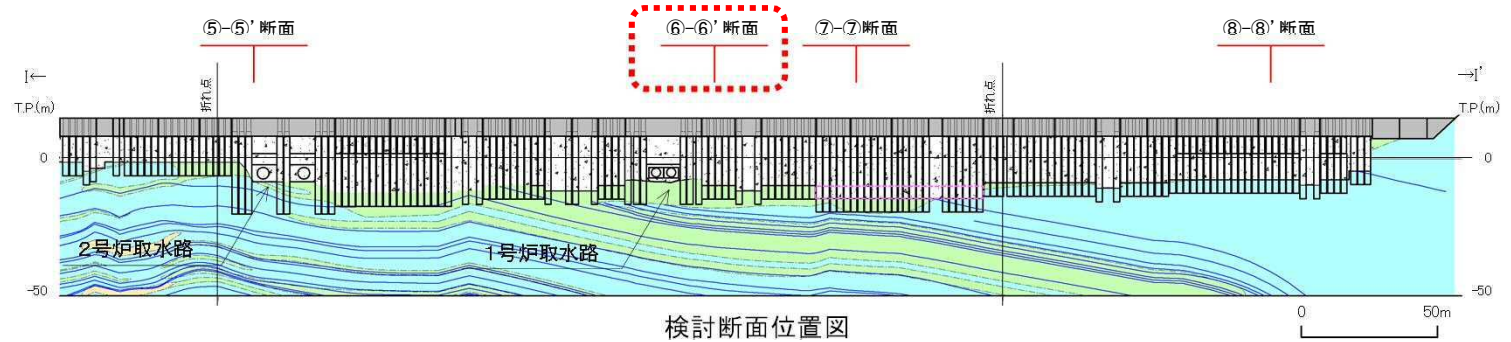 ⑤-⑤’断面
⑥-⑥’断面
⑦-⑦断面
⑧-⑧’断面
I←
折れ点
折れ点
→I’
T.P.(m)
T.P.(m)
0
0
2号炉取水路
1号炉取水路
-50
-50
検討断面位置図
0
50m